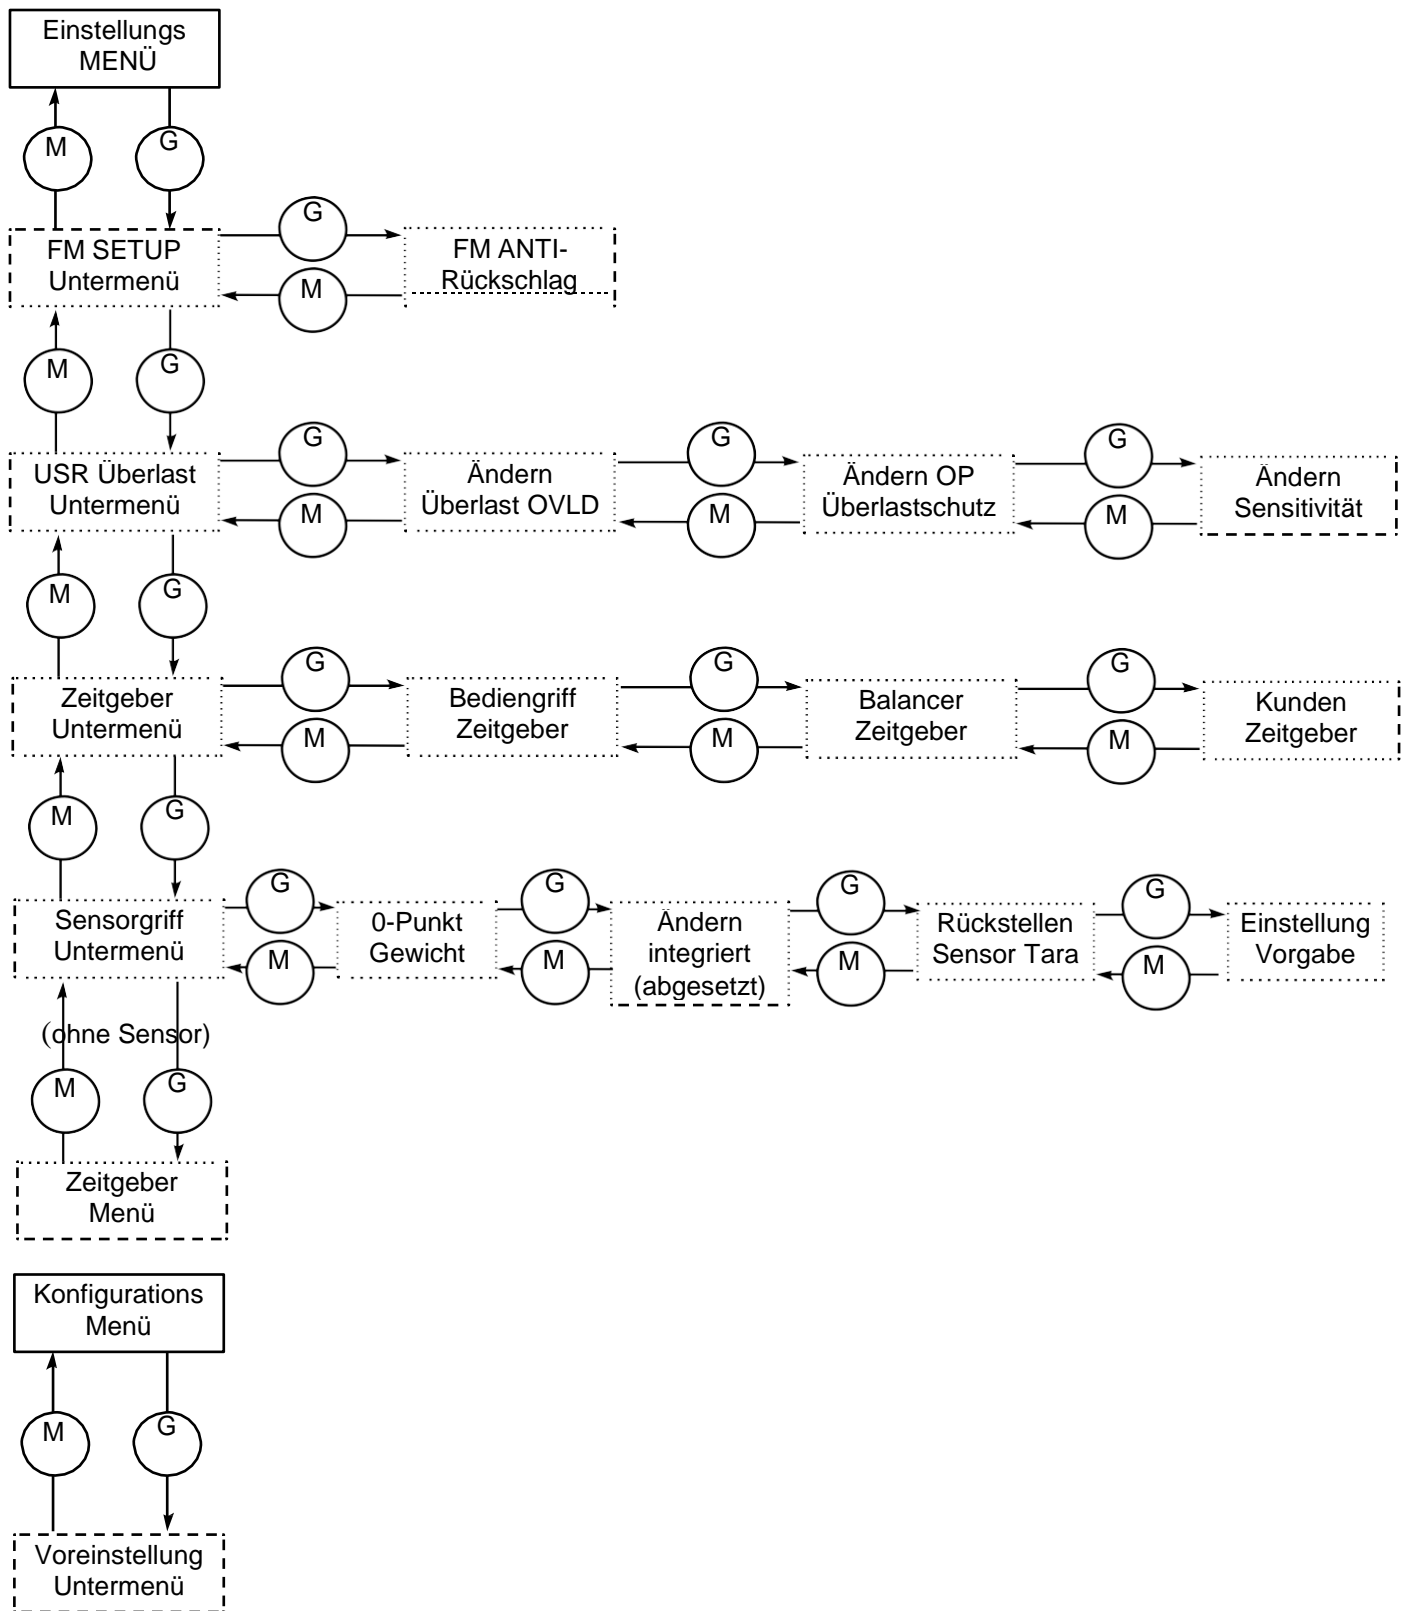 Einstellungs
MENÜ
M
G
FM SETUP
Untermenü
G
M
FM ANTI-
Rückschlag
M
G
USR Überlast
Untermenü
G
M
Ändern
Überlast OVLD
G
M
Ändern OP
Überlastschutz
G
M
Ändern
Sensitivität
M
G
Zeitgeber
Untermenü
G
M
Bediengriff
Zeitgeber
G
M
Balancer
Zeitgeber
G
M
Kunden
Zeitgeber
M
G
Sensorgriff
Untermenü
G
M
0-Punkt
Gewicht
G
M
Ändern
integriert
(abgesetzt)
G
M
Rückstellen
Sensor Tara
G
M
Einstellung
Vorgabe
(ohne Sensor)
M
G
Zeitgeber
Menü
Konfigurations
Menü
M
G
Voreinstellung
Untermenü